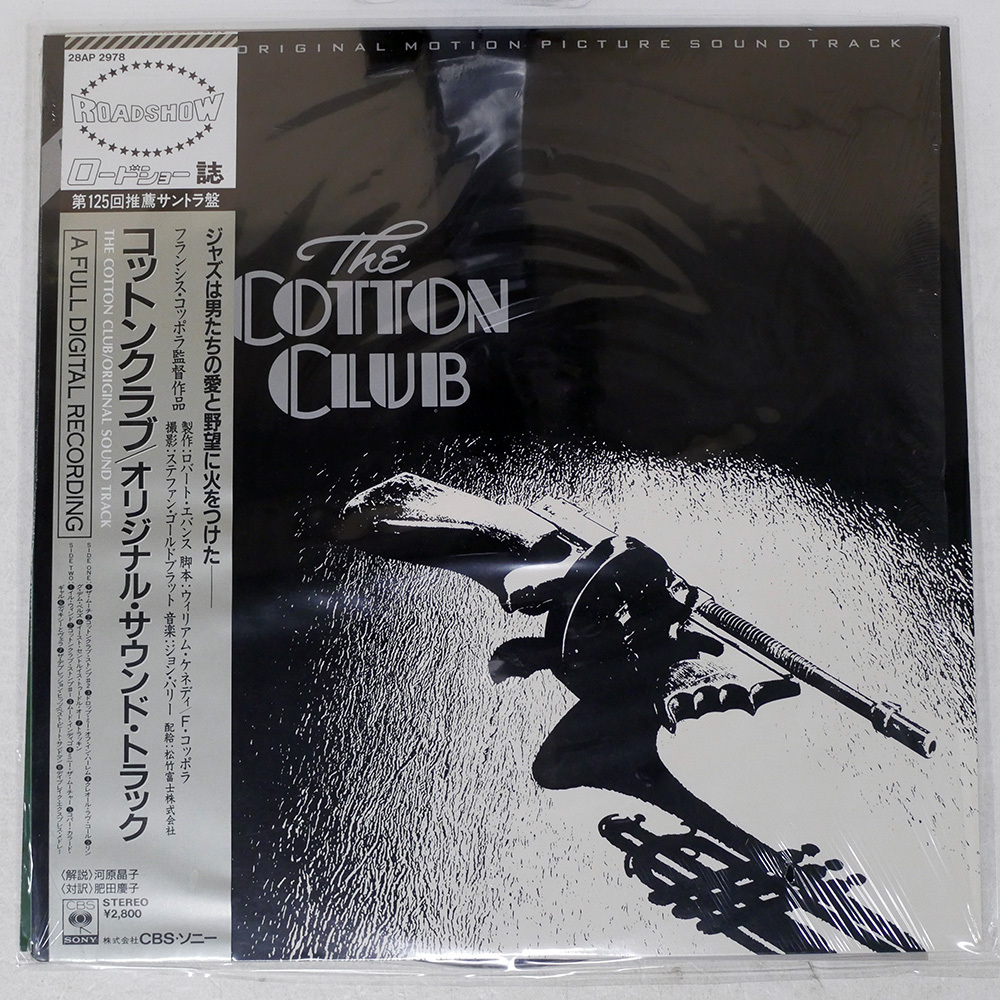 ORIGINAL MOTION PICTURE SOUND TRACK
28AP 2978
ROADSHOW
ロードショー 誌
第125回推薦サントラ盤
The
COTTON
CLUB
ジャズは男たちの愛と野望に火をつけた——
フランシス・コッポラ監督作品
製作:ロバート・エバンス 脚本:ウィリアム・ケネディ/F・コッポラ
撮影:ステファン・ゴールドブラット 音楽:ジョン・バリー 配給:松竹富士株式会社
コットンクラブ/オリジナル・サウンド・トラック
THE COTTON CLUB/ORIGINAL SOUND TRACK
A FULL DIGITAL RECORDING
SIDE ONE
SIDE TWO
〈解説〉河原晶子
〈対訳〉肥田慶子
CBS
SONY
STEREO
¥2,800
株式会社CBS・ソニー